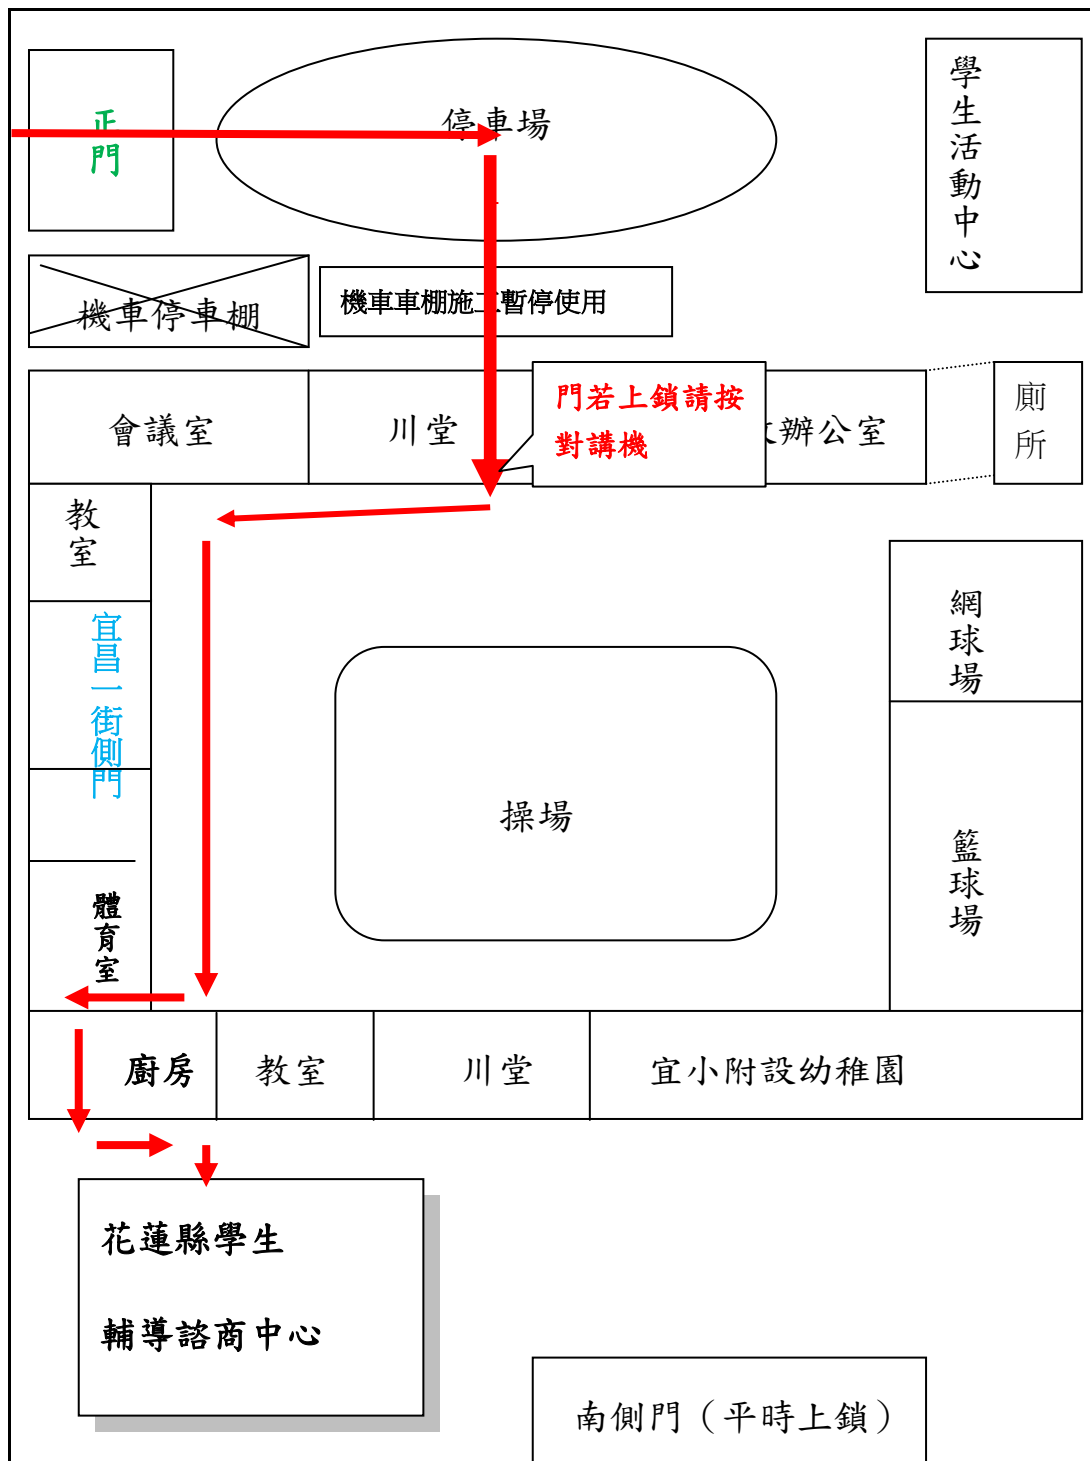 正門
停車場
學生活動中心
機車停車棚
機車車棚施工暫停使用
會議室
川堂
門若上鎖請按
對講機
辦公室
廁所
教室
宜昌一街側門
網球場
操場
籃球場
體育室
廚房
教室
川堂
宜小附設幼稚園
花蓮縣學生
輔導諮商中心
南側門（平時上鎖）